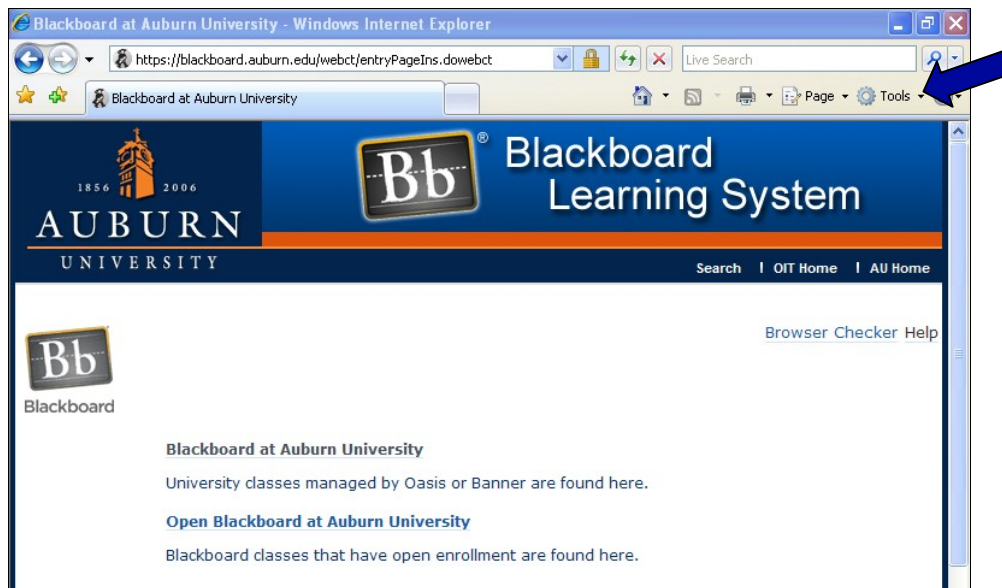 Blackboard at Auburn University - Windows Internet Explorer
https://blackboard.auburn.edu/webct/entryPageIns.dowebct
Live Search
Blackboard at Auburn University
Page
Tools
1856 2006
AUBURN
UNIVERSITY
Bb ®
Blackboard
Learning System
Search | OIT Home | AU Home
Browser Checker Help
Bb
Blackboard
Blackboard at Auburn University
University classes managed by Oasis or Banner are found here.
Open Blackboard at Auburn University
Blackboard classes that have open enrollment are found here.